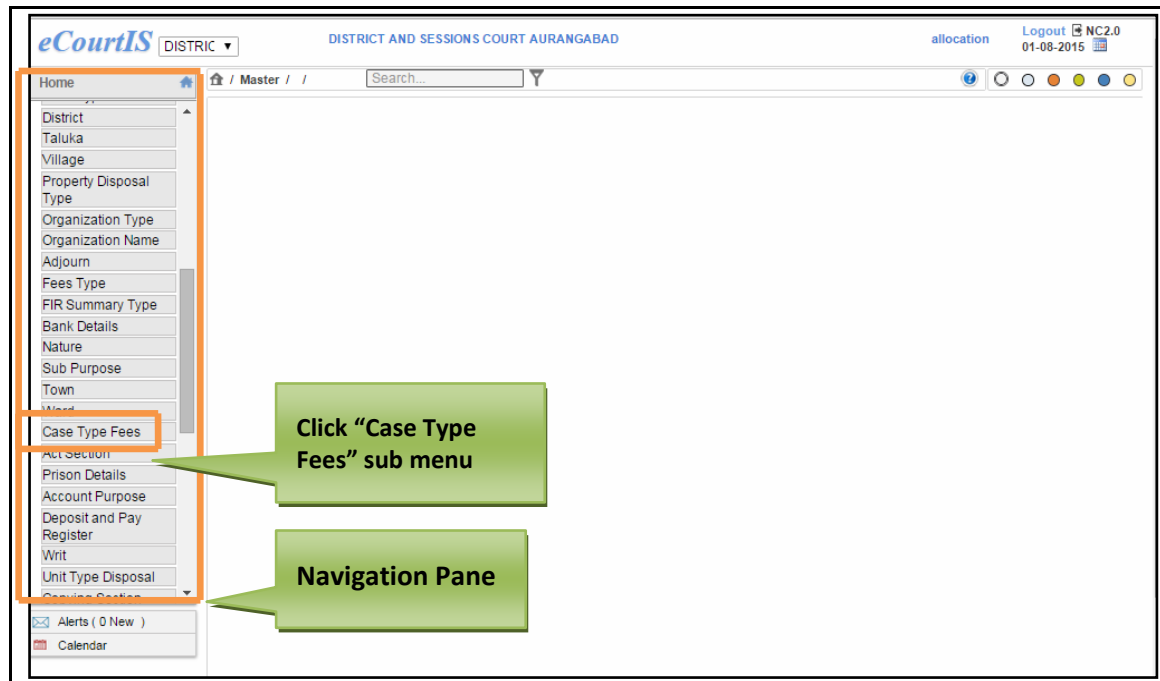 eCourtIS DISTRIC DISTRICT AND SESSIONS COURT AURANGABAD allocation Logout NC2.0
01-08-2015
Home / Master / / Search...
District
Taluka
Village
Property Disposal
Type
Organization Type
Organization Name
Adjourn
Fees Type
FIR Summary Type
Bank Details
Nature
Sub Purpose
Town
Ward
Case Type Fees
Act Section
Prison Details
Account Purpose
Deposit and Pay
Register
Writ
Unit Type Disposal
Copying Section
Alerts ( 0 New )
Calendar
Click “Case Type
Fees” sub menu
Navigation Pane